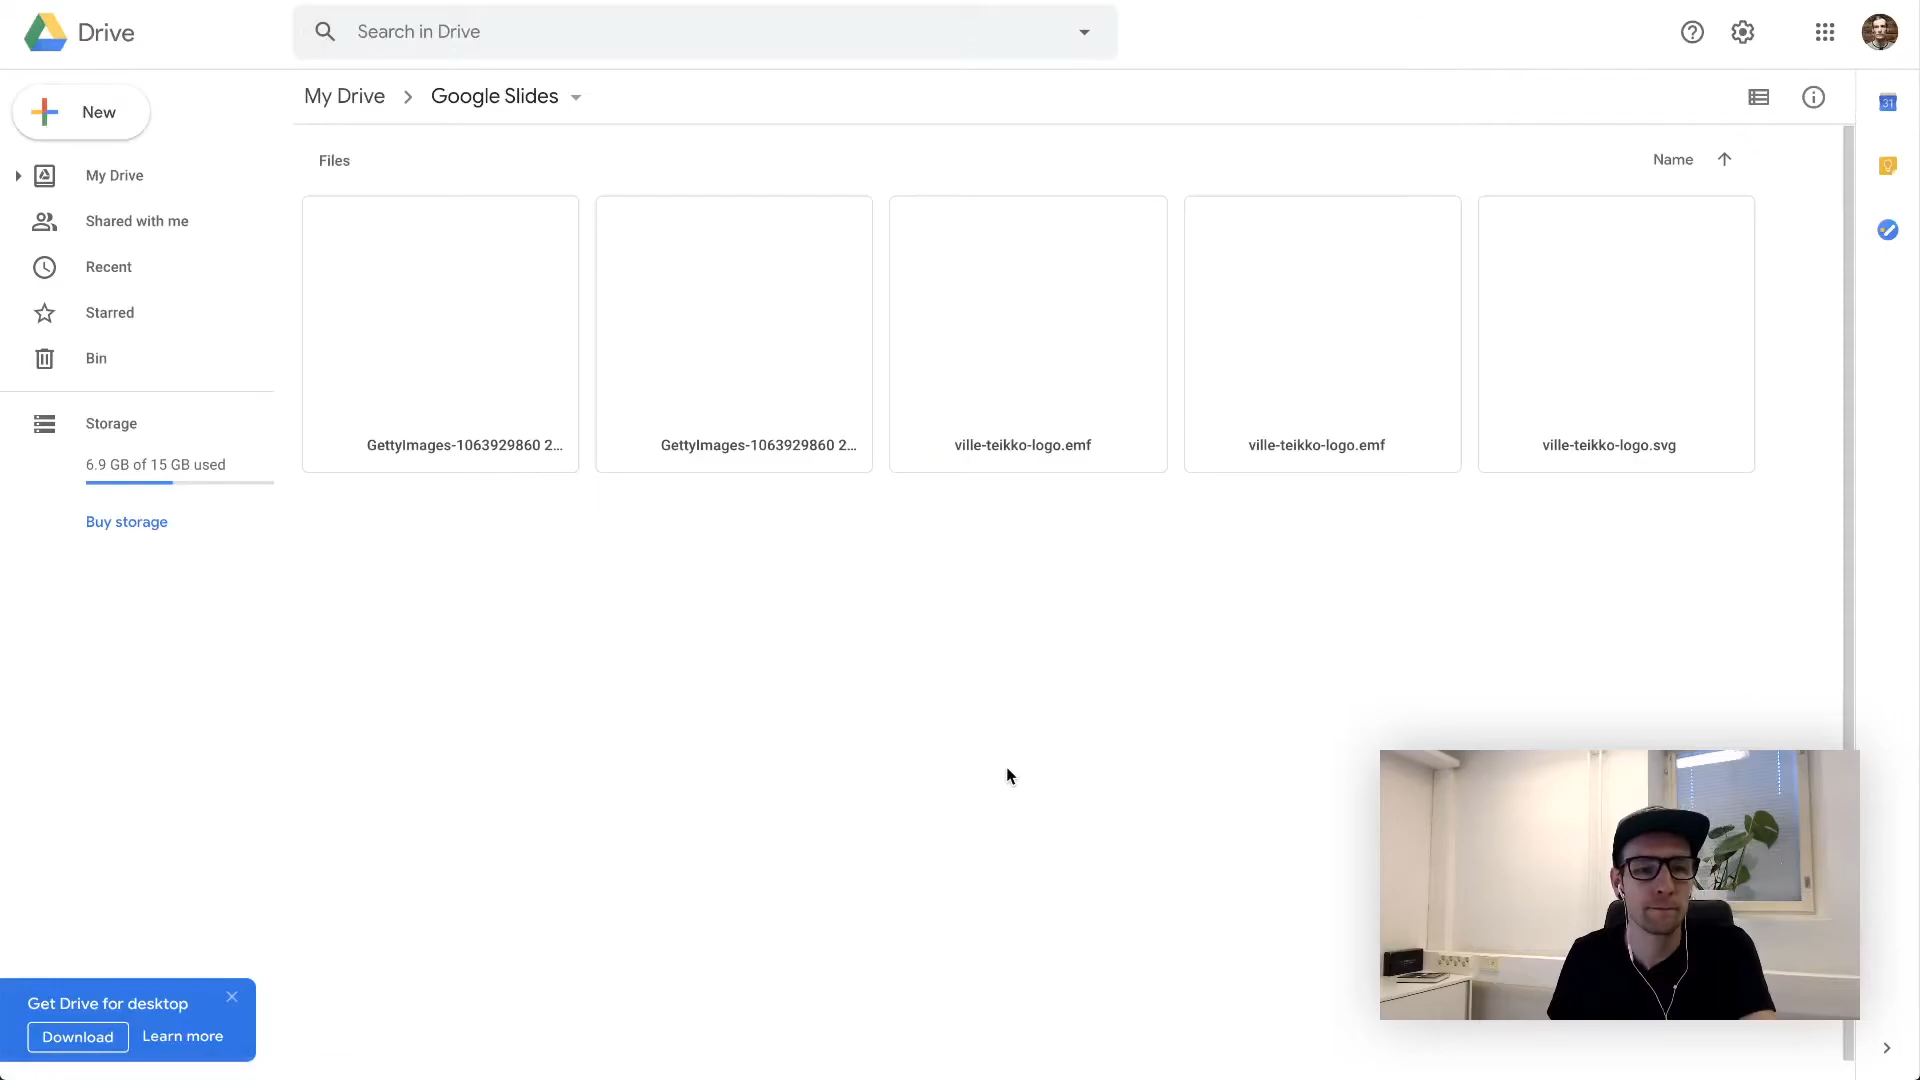 Drive
Search in Drive
New
My Drive
Shared with me
Recent
Starred
Bin
Storage
6.9 GB of 15 GB used
Buy storage
My Drive
Google Slides
31
Files
Name
GettyImages-1063929860 2...
GettyImages-1063929860 2...
ville-teikko-logo.emf
ville-teikko-logo.emf
ville-teikko-logo.svg
Get Drive for desktop
Download
Learn more